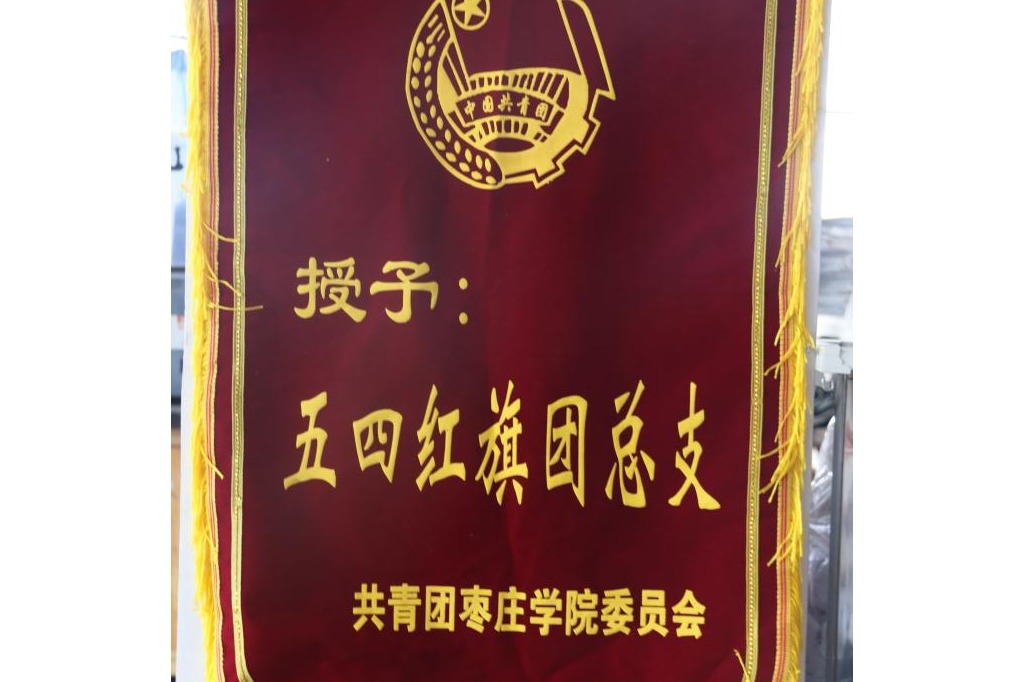 中国共青团
授予：
五四红旗团总支
共青团枣庄学院委员会